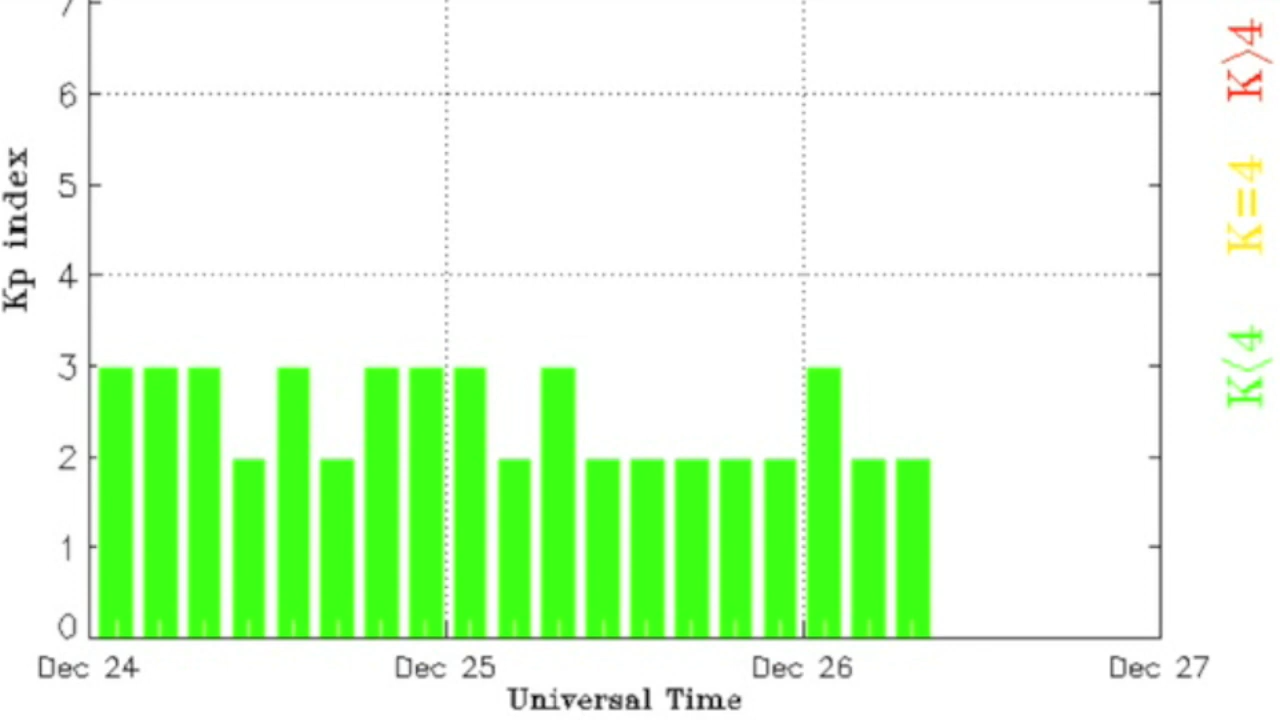 7
6
5
4
3
2
1
0
Kp index
Dec 24
Dec 25
Dec 26
Dec 27
Universal Time
K>4
K=4
K<4